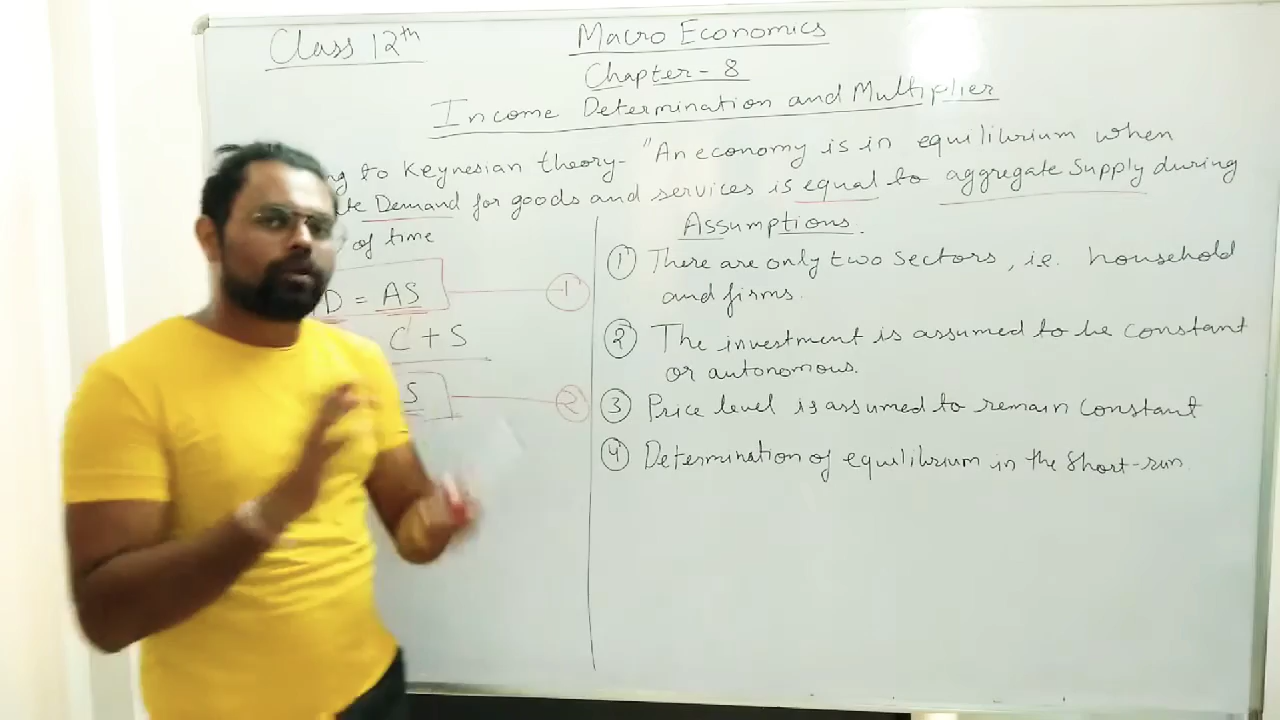 Class 12th
Macro Economics
Chapter - 8
Income Determination and Multiplier
to Keynesian theory- "An economy is in equilibrium when
Demand for goods and services is equal to aggregate Supply during
of time
D = AS
C + S
S
1
2
Assumptions.
1 There are only two sectors, i.e. household
and firms.
2 The investment is assumed to be constant
or autonomous.
3 Price level is assumed to remain constant
4 Determination of equilibrium in the short-run.